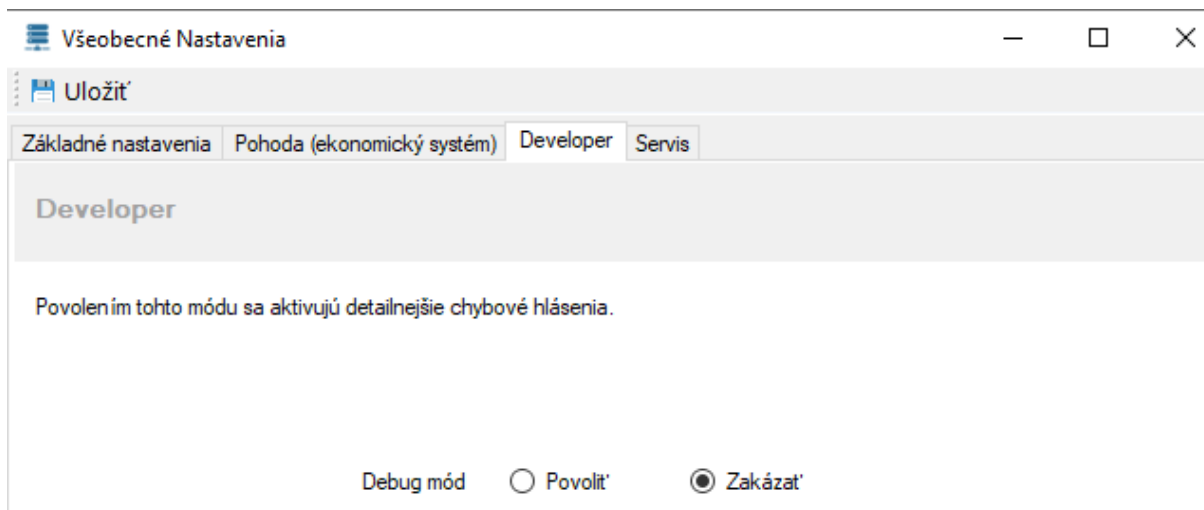 Všeobecné Nastavenia
Uložiť
Základné nastavenia Pohoda (ekonomický systém) Developer Servis
Developer
Povolením tohto módu sa aktivujú detailnejšie chybové hlásenia.
Debug mód Povoliť Zakázať